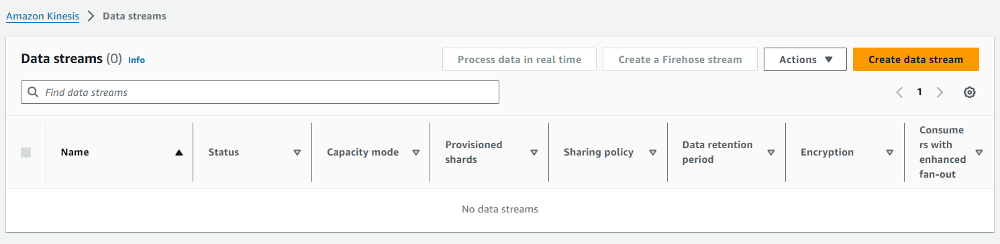 Amazon Kinesis > Data streams
Data streams (0) Info
Process data in real time
Create a Firehose stream
Actions
Create data stream
Find data streams
1
Name
Status
Capacity mode
Provisioned
shards
Sharing policy
Data retention
period
Encryption
Consume
rs with
enhanced
fan-out
No data streams